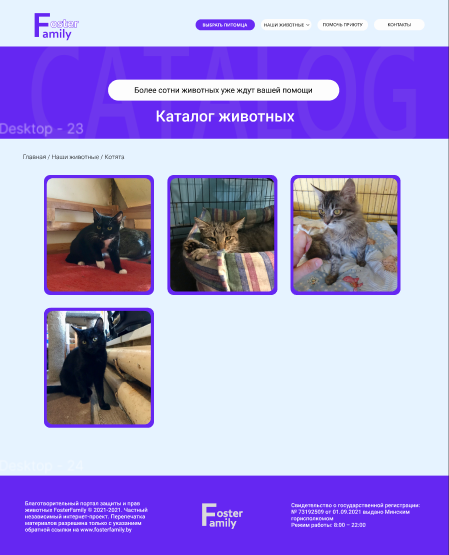 Foster
Family
ВЫБРАТЬ ПИТОМЦА
НАШИ ЖИВОТНЫЕ
ПОМОЧЬ ПРИЮТУ
КОНТАКТЫ
CATALOG
Более сотни животных уже ждут вашей помощи
Каталог животных
Desktop - 23
Главная / Наши животные / Котята
Desktop - 24
Благотворительный портал защиты и прав
животных FosterFamily © 2021-2021. Частный
независимый интернет-проект. Перепечатка
материалов разрешена только с указанием
обратной ссылки на www.fosterfamily.by
Foster
Family
Свидетельство о государственной регистрации:
№ 73192509 от 01.09.2021 выдано Минским
горисполкомом
Режим работы: 8:00 – 22:00